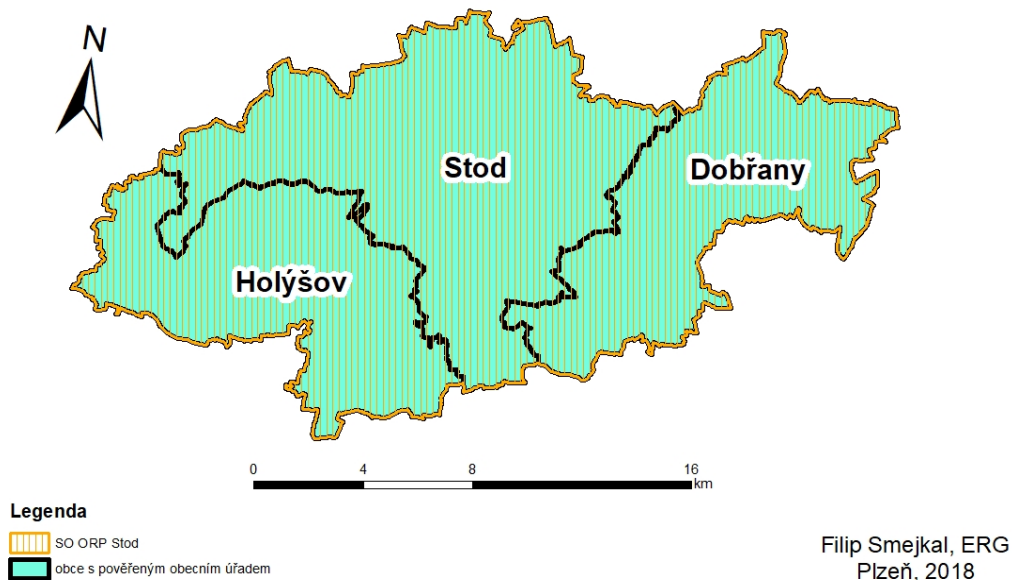 N
Stod
Dobřany
Holýšov
0 4 8 16
km
Legenda
SO ORP Stod
obce s pověřeným obecním úřadem
Filip Smejkal, ERG
Plzeň, 2018